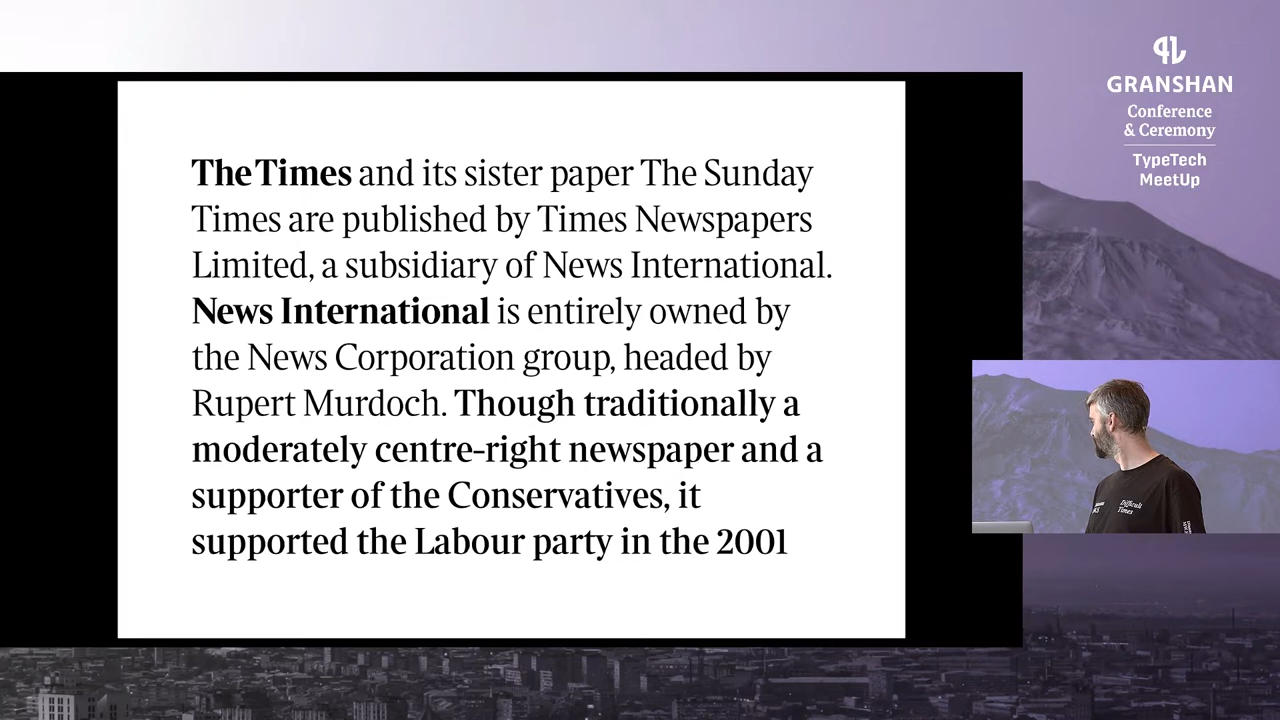 The Times and its sister paper The Sunday
Times are published by Times Newspapers
Limited, a subsidiary of News International.
News International is entirely owned by
the News Corporation group, headed by
Rupert Murdoch. Though traditionally a
moderately centre-right newspaper and a
supporter of the Conservatives, it
supported the Labour party in the 2001
GRANSHAN
Conference
& Ceremony
TypeTech
MeetUp
Difficult
Times